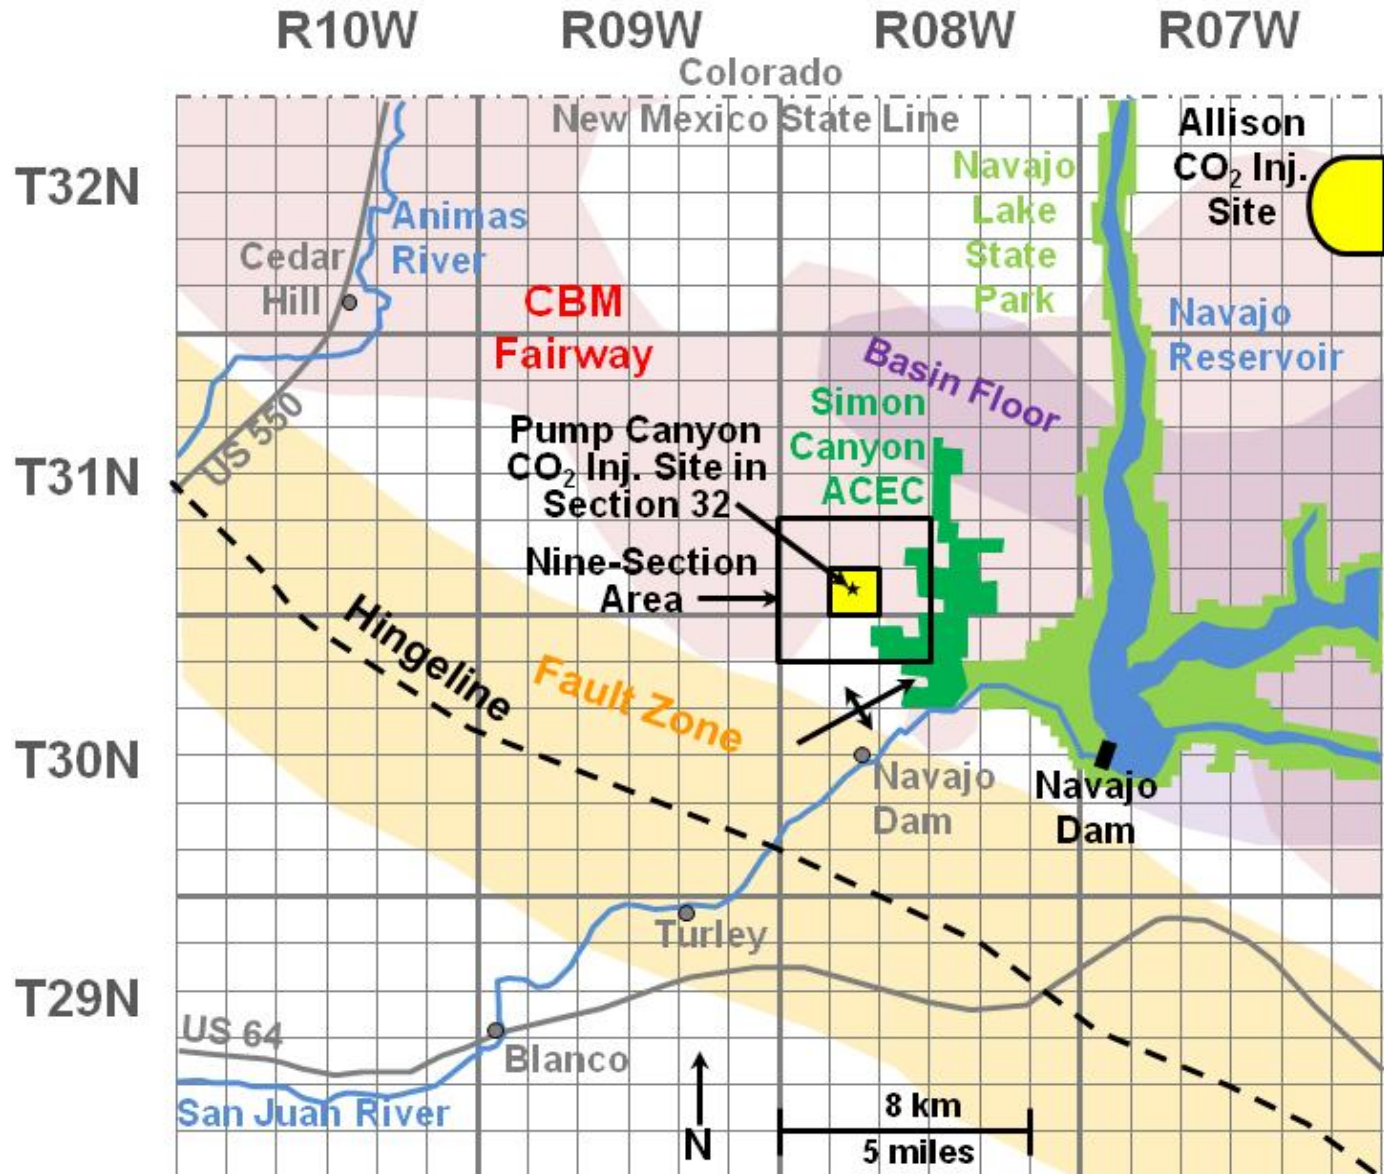 R10W R09W R08W R07W
Colorado
New Mexico State Line
T32N
T31N
T30N
T29N
Allison
CO₂ Inj.
Site
Navajo
Lake
State
Park
Animas
River
Cedar
Hill
CBM
Fairway
Navajo
Reservoir
Basin Floor
Simon
Canyon
ACEC
US 550
Pump Canyon
CO₂ Inj. Site in
Section 32
Nine-Section
Area
Hingeline
Fault Zone
Navajo
Dam
Navajo
Dam
Turley
US 64
Blanco
San Juan River
N
8 km
5 miles